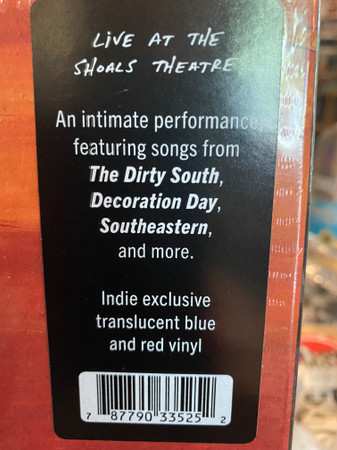 LiVE AT THE
SHOALS THEATRE
An intimate performance
featuring songs from
The Dirty South,
Decoration Day,
Southeastern,
and more.
Indie exclusive
translucent blue
and red vinyl
7 87790 33525 2